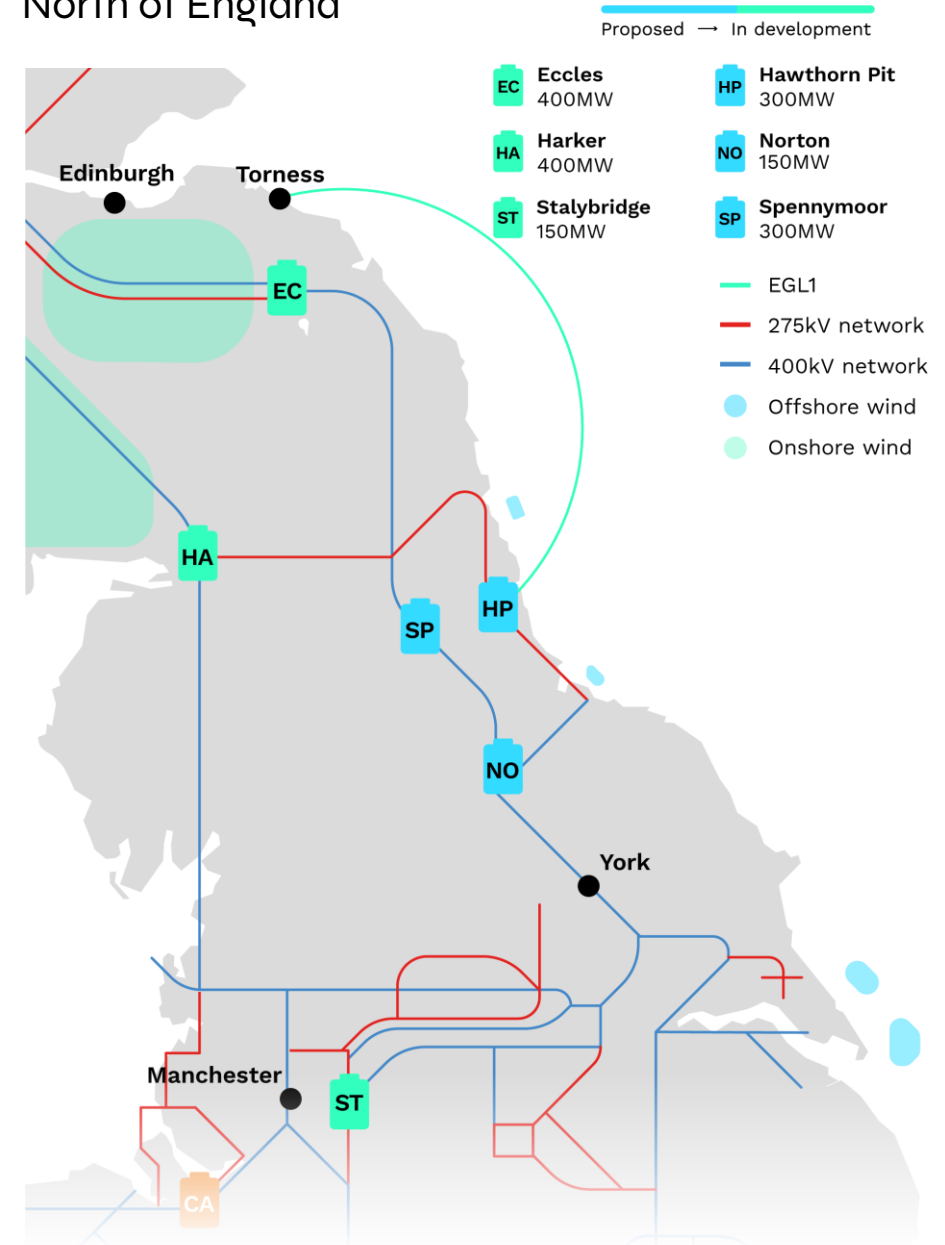 North of England
Proposed → In development
EC
Eccles
400MW
HP
Hawthorn Pit
300MW
HA
Harker
400MW
NO
Norton
150MW
ST
Stalybridge
150MW
SP
Spennymoor
300MW
EGL1
275kV network
400kV network
Offshore wind
Onshore wind
Edinburgh
Torness
EC
HA
HP
SP
NO
York
Manchester
ST
CA